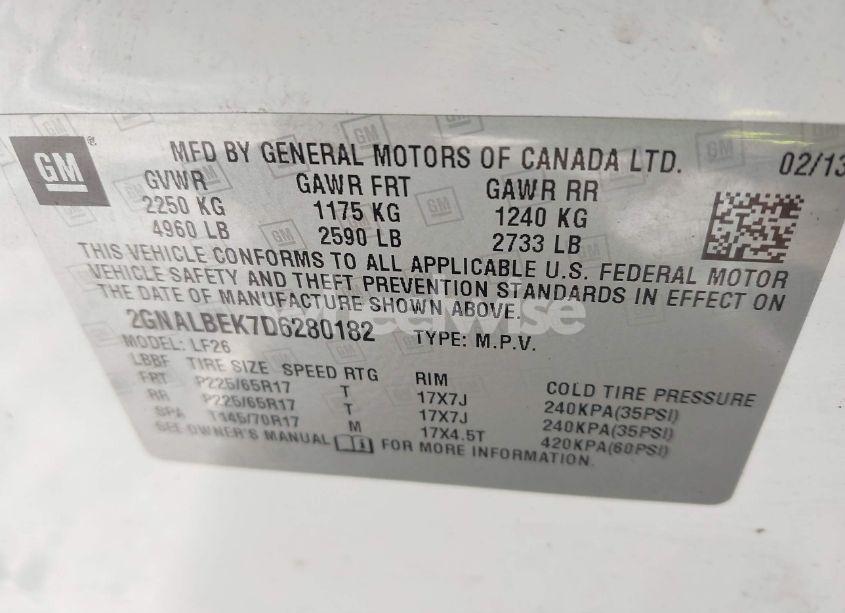 GM
MFD BY GENERAL MOTORS OF CANADA LTD. 02/13
GVWR GAWR FRT GAWR RR
2250 KG 1175 KG 1240 KG
4960 LB 2590 LB 2733 LB
THIS VEHICLE CONFORMS TO ALL APPLICABLE U.S. FEDERAL MOTOR
VEHICLE SAFETY AND THEFT PREVENTION STANDARDS IN EFFECT ON
THE DATE OF MANUFACTURE SHOWN ABOVE.
2GNALBEK7D6280182 TYPE: M.P.V.
MODEL: LF26
LBBF TIRE SIZE SPEED RTG RIM COLD TIRE PRESSURE
FRT P225/65R17 T 17X7J 240KPA(35PSI)
RR P225/65R17 T 17X7J 240KPA(35PSI)
SPA T145/70R17 M 17X4.5T 420KPA(60PSI)
SEE OWNER'S MANUAL FOR MORE INFORMATION.